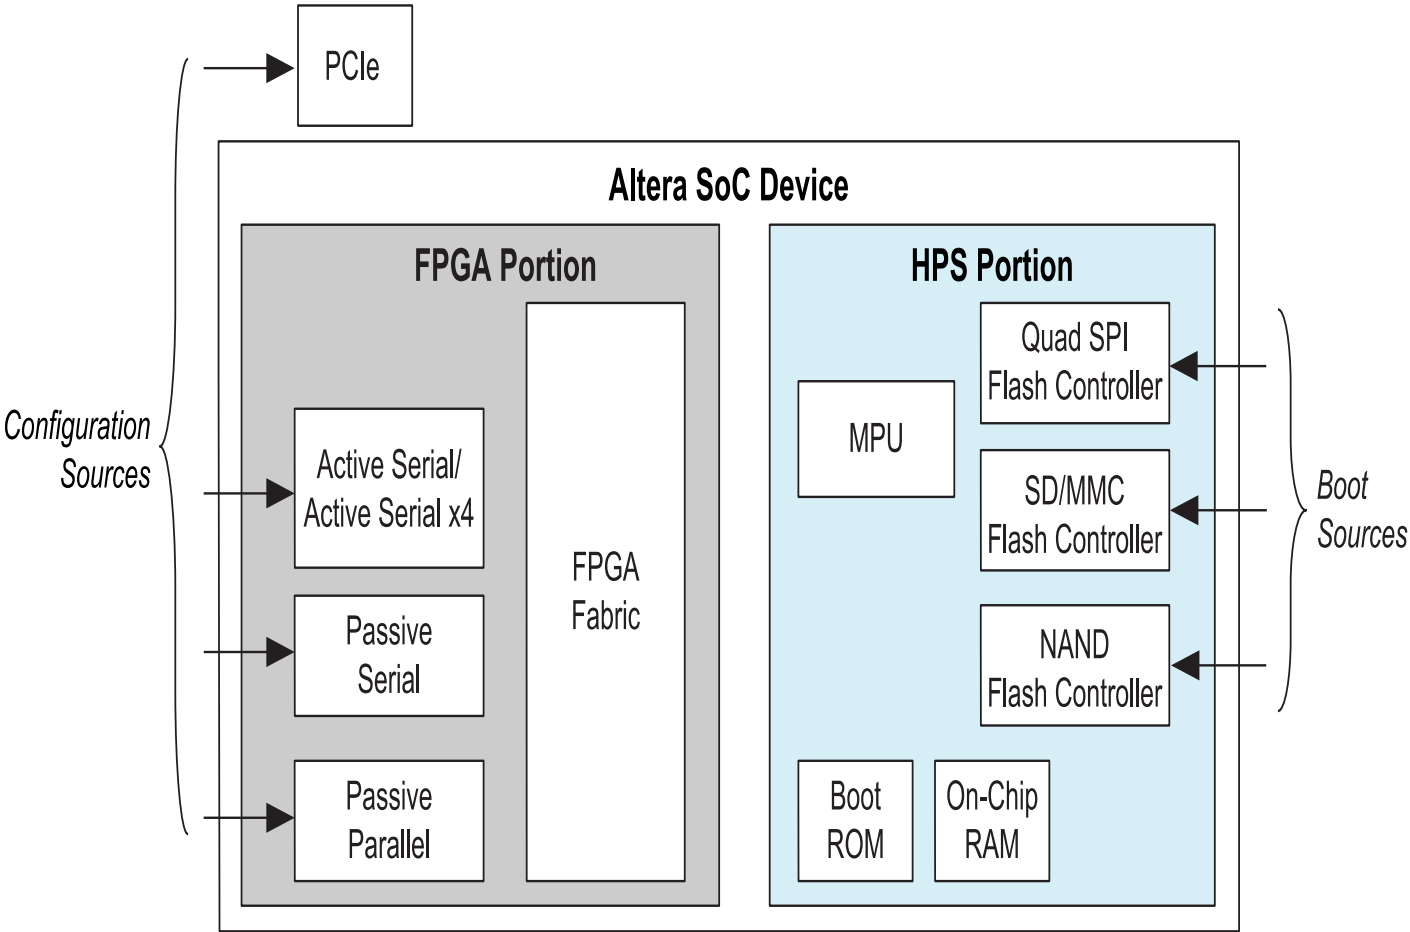 PCIe
Altera SoC Device
FPGA Portion
HPS Portion
Configuration
Sources
Active Serial/
Active Serial x4
Passive
Serial
Passive
Parallel
FPGA
Fabric
MPU
Quad SPI
Flash Controller
SD/MMC
Flash Controller
NAND
Flash Controller
Boot
ROM
On-Chip
RAM
Boot
Sources